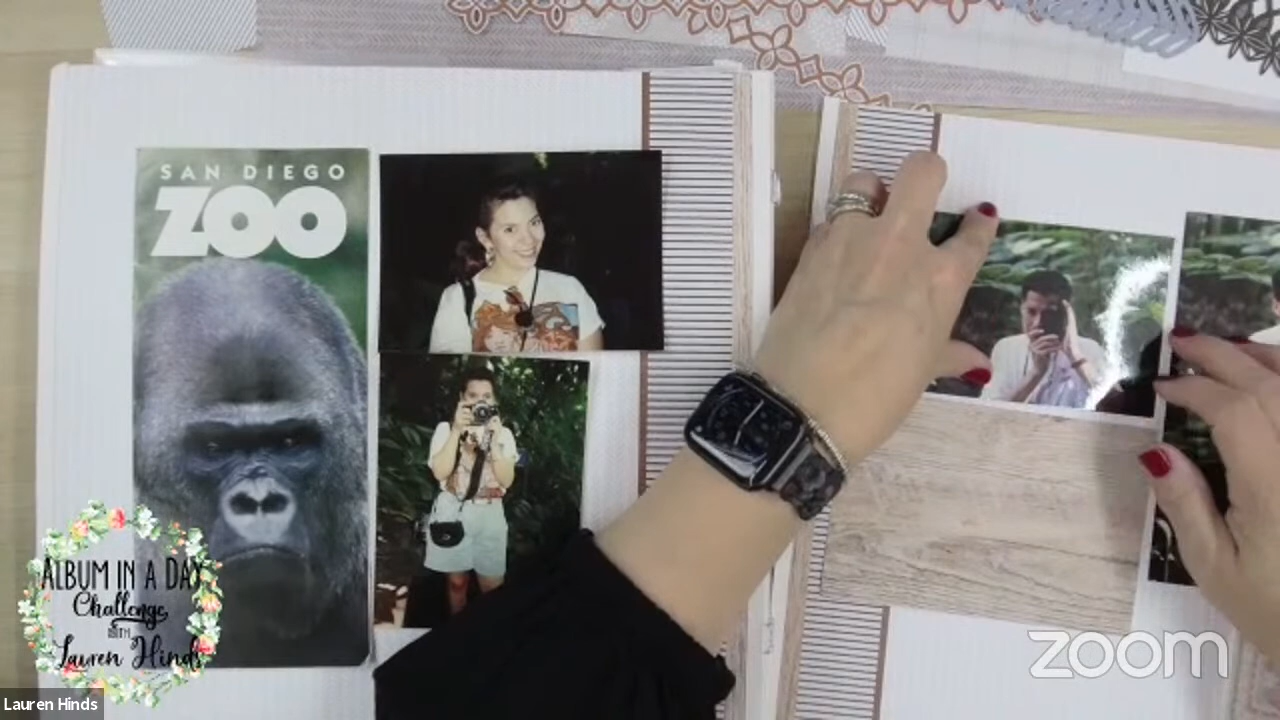 SAN DIEGO
ZOO
ALBUM IN A DAY
Challenge
WITH
Lauren Hinds
Lauren Hinds
zoom